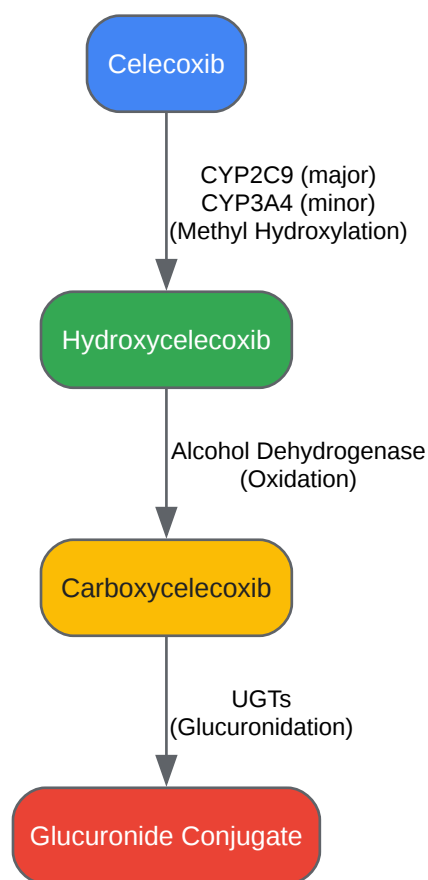 Celecoxib
CYP2C9 (major)
CYP3A4 (minor)
(Methyl Hydroxylation)
Hydroxycelecoxib
Alcohol Dehydrogenase
(Oxidation)
Carboxycelecoxib
UGTs
(Glucuronidation)
Glucuronide Conjugate